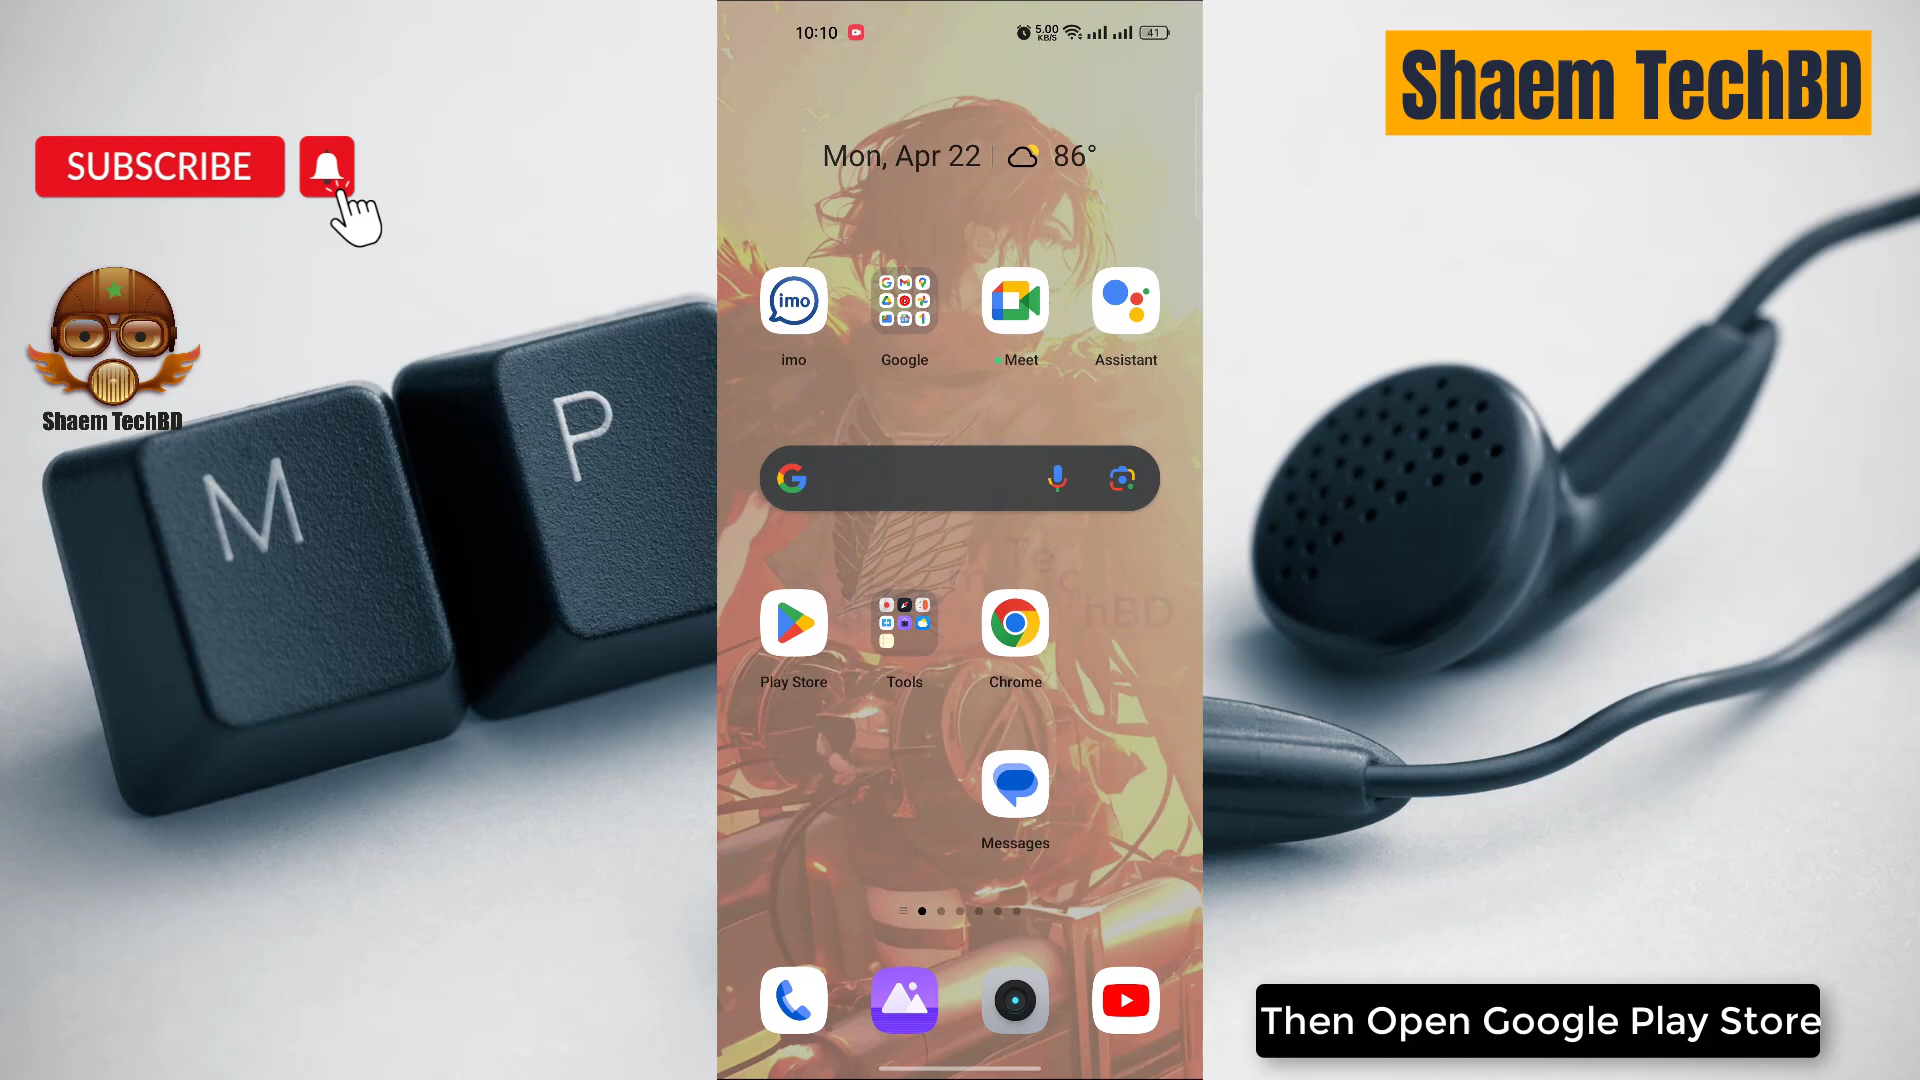 10:10
5.00
KB/S
41
Shaem TechBD
SUBSCRIBE
Mon, Apr 22
86°
Shaem TechBD
imo
imo
Google
Meet
Assistant
M
P
Play Store
Tools
Chrome
Messages
Then Open Google Play Store